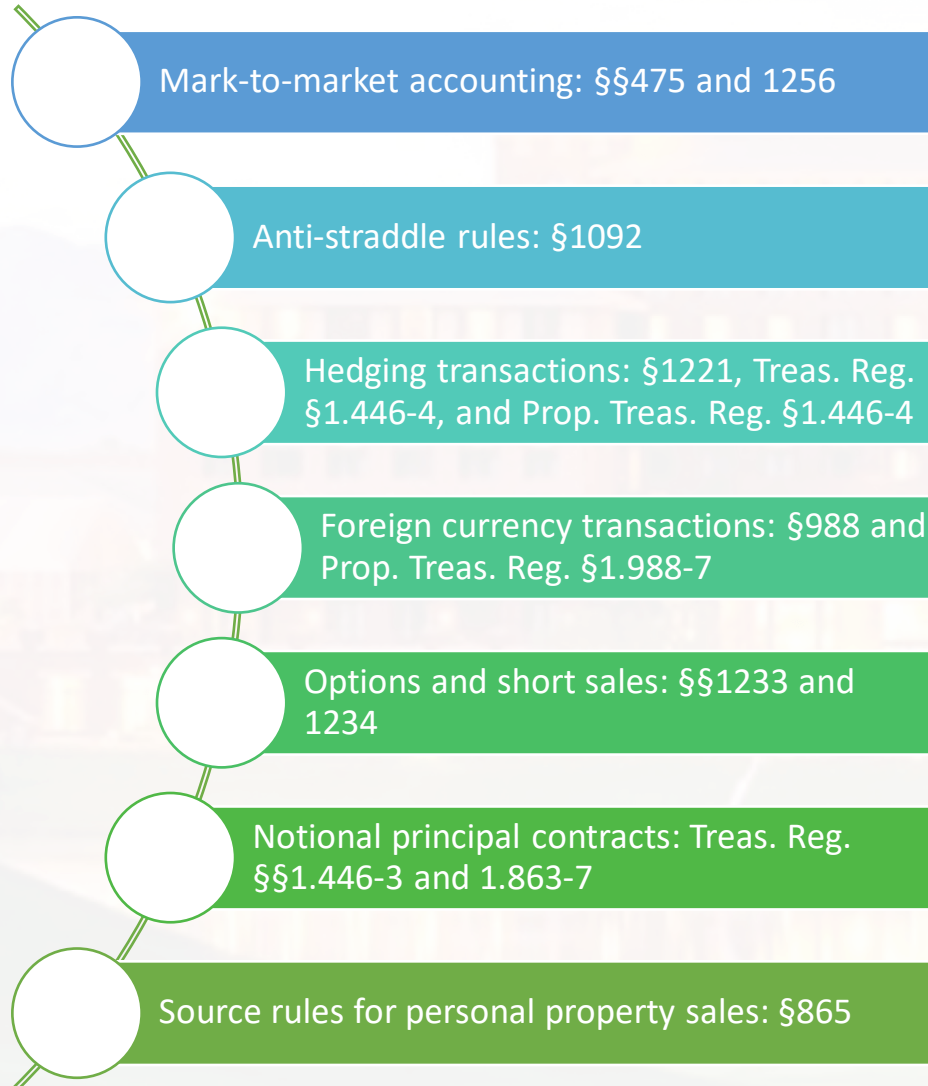 Mark-to-market accounting: §§475 and 1256
Anti-straddle rules: §1092
Hedging transactions: §1221, Treas. Reg.
§1.446-4, and Prop. Treas. Reg. §1.446-4
Foreign currency transactions: §988 and
Prop. Treas. Reg. §1.988-7
Options and short sales: §§1233 and
1234
Notional principal contracts: Treas. Reg.
§§1.446-3 and 1.863-7
Source rules for personal property sales: §865